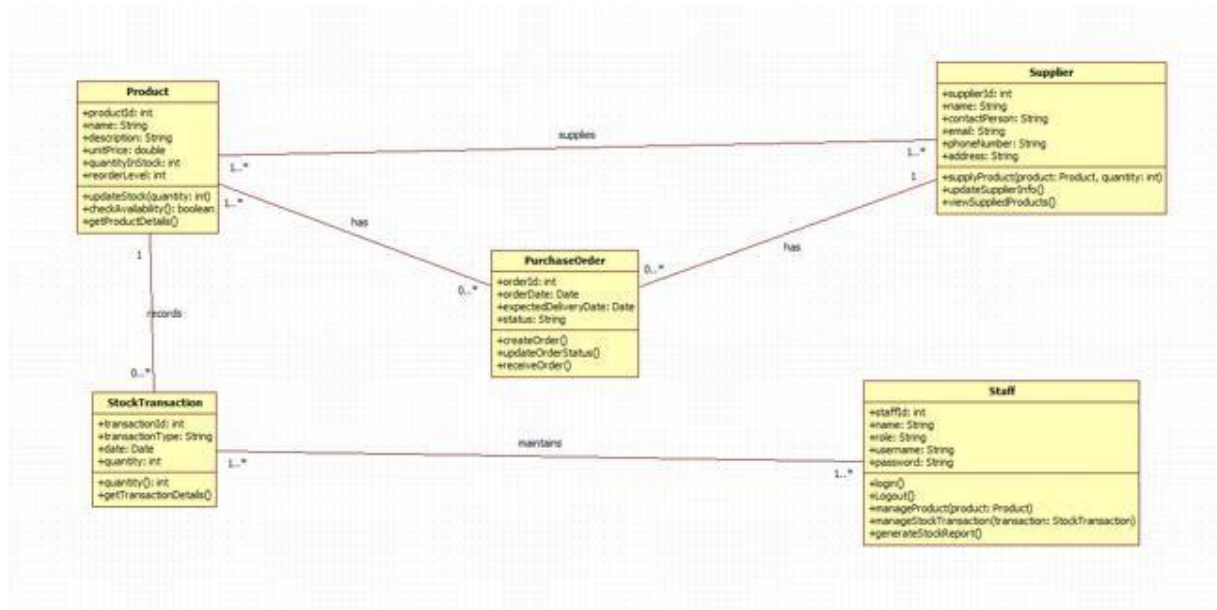 Product
+productId: int
+name: String
+description: String
+unitPrice: double
+quantityInStock: int
+reorderLevel: int
+updateStock(quantity: int)
+checkAvailability(): boolean
+getProductDetails()
supplies
1..*
1..*
Supplier
+supplierId: int
+name: String
+contactPerson: String
+email: String
+phoneNumber: String
+address: String
+supplyProduct(product: Product, quantity: int)
+updateSupplierInfo()
+viewSuppliedProducts()
1..*
has
0..*
1
has
0..*
PurchaseOrder
+orderId: int
+orderDate: Date
+expectedDeliveryDate: Date
+status: String
+createOrder()
+updateOrderStatus()
+receiveOrder()
1
records
0..*
StockTransaction
+transactionId: int
+transactionType: String
+date: Date
+quantity: int
+quantity(): int
+getTransactionDetails()
1..*
maintains
1..*
Staff
+staffId: int
+name: String
+role: String
+username: String
+password: String
+login()
+Logout()
+manageProduct(product: Product)
+manageStockTransaction(transaction: StockTransaction)
+generateStockReport()